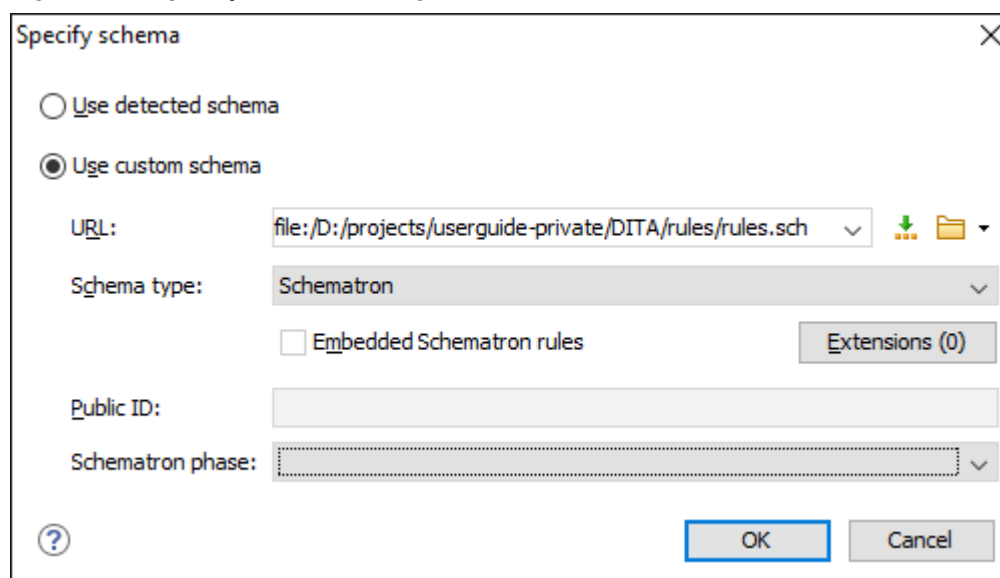 Specify schema
Use detected schema
Use custom schema
URL: file:/D:/projects/userguide-private/DITA/rules/rules.sch
Schema type: Schematron
Embedded Schematron rules Extensions (0)
Public ID:
Schematron phase:
? OK Cancel